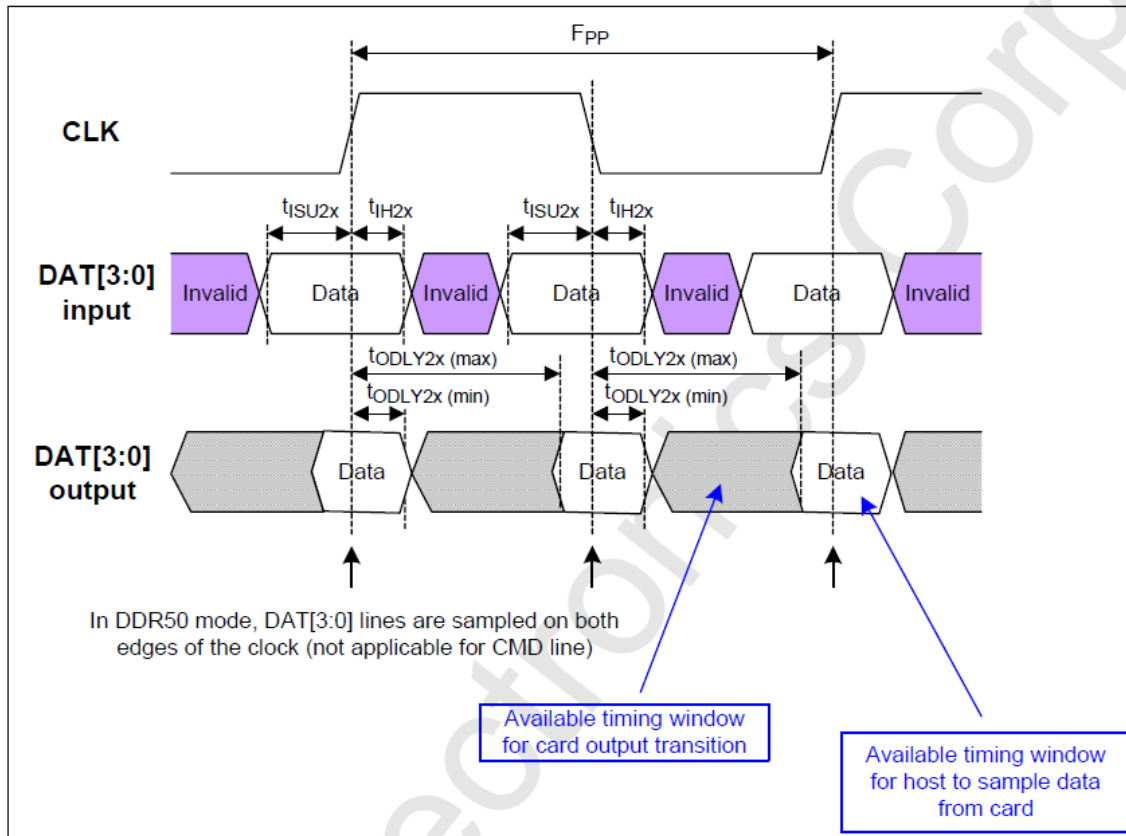 FPP
CLK
tISU2x tIH2x tISU2x tIH2x
DAT[3:0]
input
Invalid Data Invalid Data Invalid Data Invalid
tODLY2x (max) tODLY2x (max)
tODLY2x (min) tODLY2x (min)
DAT[3:0]
output
Data Data Data
In DDR50 mode, DAT[3:0] lines are sampled on both
edges of the clock (not applicable for CMD line)
Available timing window
for card output transition
Available timing window
for host to sample data
from card
ectronics Corp